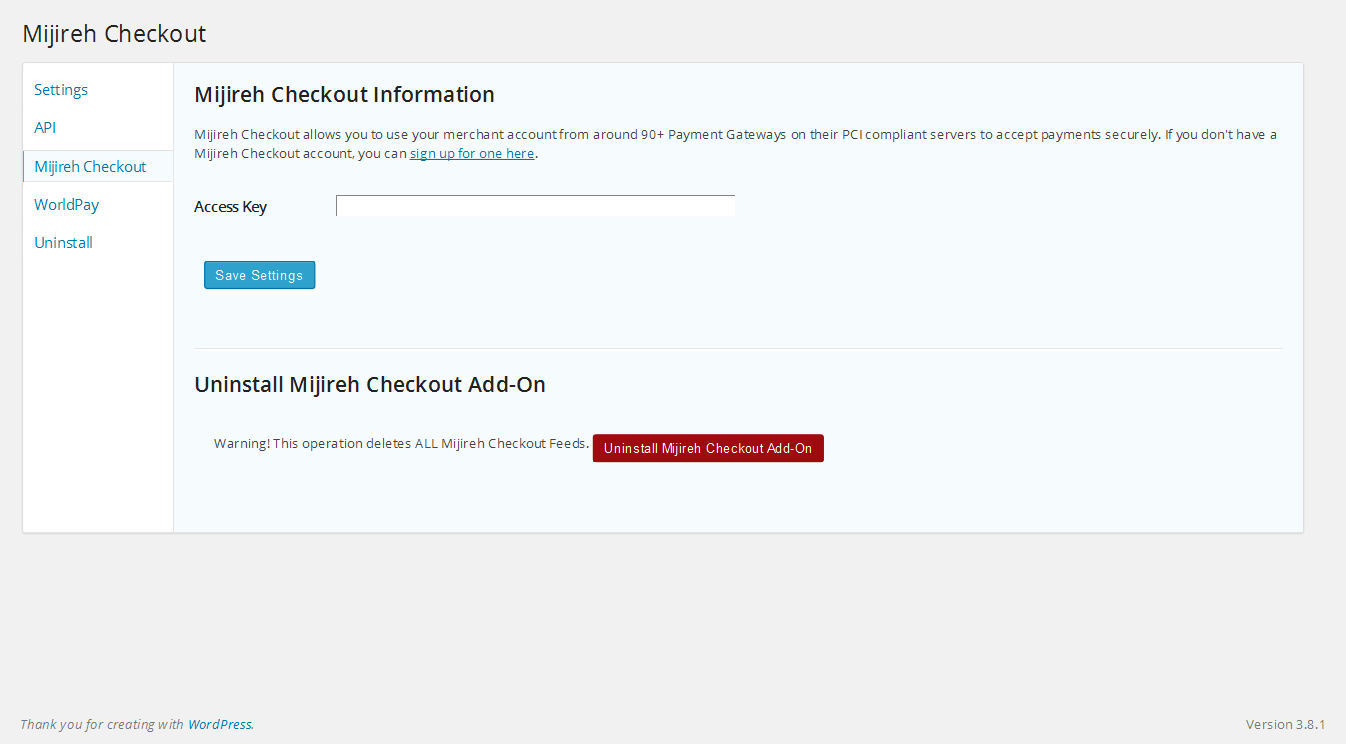 Mijireh Checkout
Settings
API
Mijireh Checkout
WorldPay
Uninstall
Mijireh Checkout Information
Mijireh Checkout allows you to use your merchant account from around 90+ Payment Gateways on their PCI compliant servers to accept payments securely. If you don't have a
Mijireh Checkout account, you can sign up for one here.
Access Key
Save Settings
Uninstall Mijireh Checkout Add-On
Warning! This operation deletes ALL Mijireh Checkout Feeds. Uninstall Mijireh Checkout Add-On
Thank you for creating with WordPress. Version 3.8.1